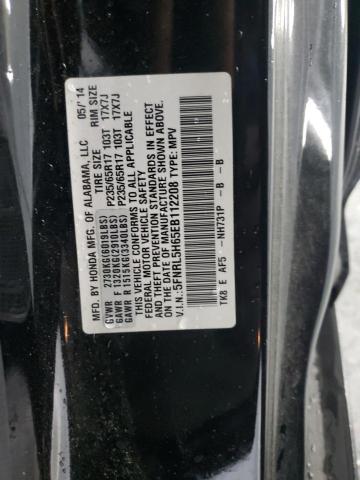 MFD. BY HONDA MFG. OF ALABAMA, LLC 05/ 14
TIRE SIZE RIM SIZE
GVWR 2730KG(6019LBS)
GAWR F 1320KG(2910LBS) P235/65R17 103T 17X7J
GAWR R 1515KG(3340LBS) P235/65R17 103T 17X7J
THIS VEHICLE CONFORMS TO ALL APPLICABLE
FEDERAL MOTOR VEHICLE SAFETY
AND THEFT PREVENTION STANDARDS IN EFFECT
ON THE DATE OF MANUFACTURE SHOWN ABOVE.
V.I.N.: 5FNRL5H65EB112208 TYPE: MPV
TK8 E AF5 - NH731P - B - B